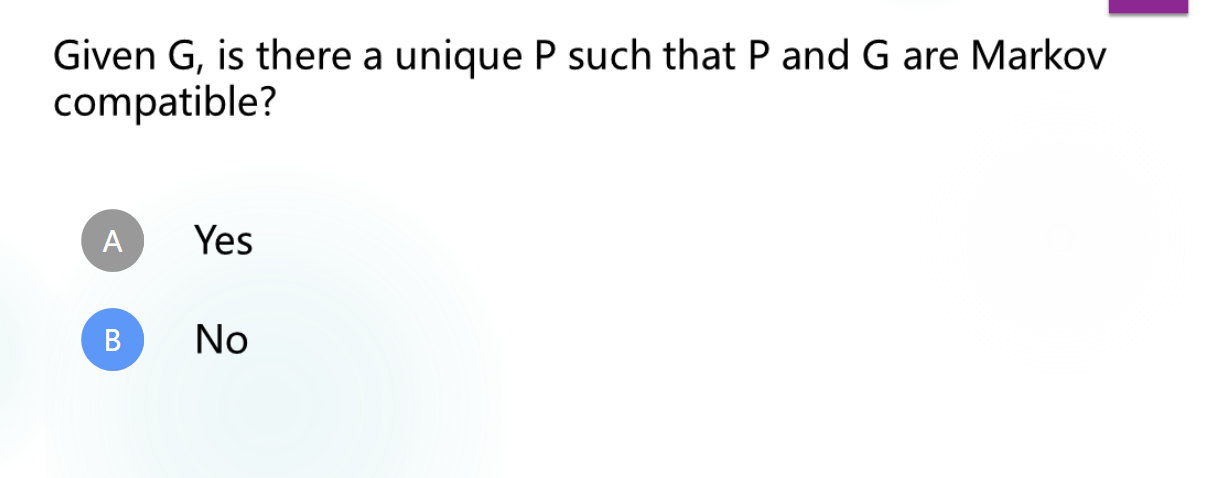 Given G, is there a unique P such that P and G are Markov
compatible?
A Yes
B No